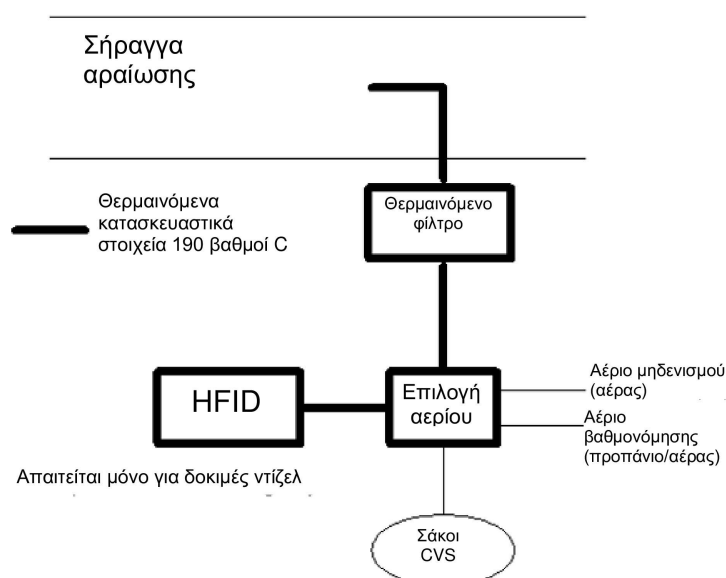 Σήραγγα
αραίωσης
Θερμαινόμενα
κατασκευαστικά
στοιχεία 190 βαθμοί C
Θερμαινόμενο
φίλτρο
HFID
Επιλογή
αερίου
Αέριο μηδενισμού
(αέρας)
Αέριο
βαθμονόμησης
(προπάνιο/αέρας)
Απαιτείται μόνο για δοκιμές ντίζελ
Σάκοι
CVS